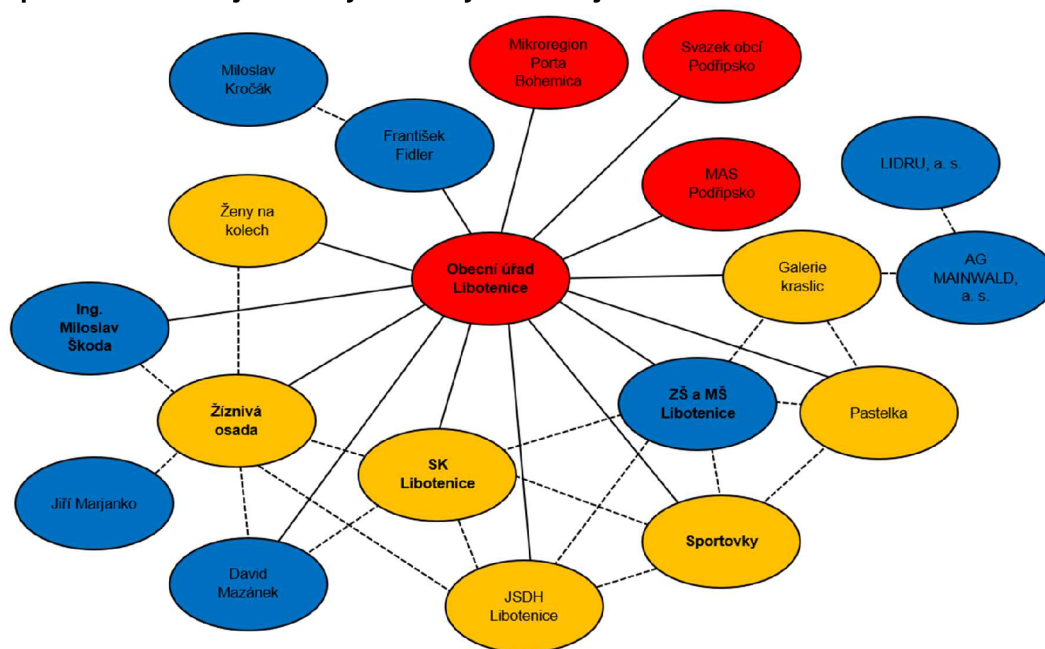 Miloslav
Kročák
Mikroregion
Porta
Bohemica
Svazek obcí
Podřipsko
František
Fidler
LIDRU, a. s.
MAS
Podřipsko
Ženy na
kolech
Obecní úřad
Libotenice
Galerie
kraslic
AG
MAINWALD,
a. s.
Ing.
Miloslav
Škoda
Žíznivá
osada
ZŠ a MŠ
Libotenice
Pastelka
SK
Libotenice
Jiří Marjanko
Sportovky
David
Mazánek
JSDH
Libotenice